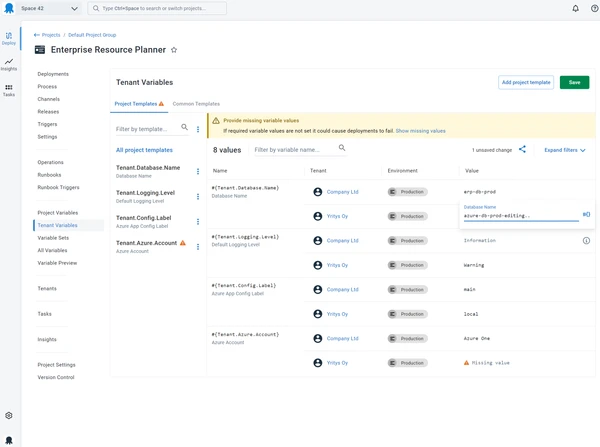 Space 42
Type Ctrl+Space to search or switch projects...
Deploy
Insights
Tasks
Projects / Default Project Group
Enterprise Resource Planner
Deployments
Process
Channels
Releases
Triggers
Settings
Operations
Runbooks
Runbook Triggers
Project Variables
Tenant Variables
Variable Sets
All Variables
Variable Preview
Tenants
Tasks
Insights
Project Settings
Version Control
Tenant Variables
Add project template
Save
Project Templates
Common Templates
Filter by template...
All project templates
Tenant.Database.Name
Database Name
Tenant.Logging.Level
Default Logging Level
Tenant.Config.Label
Azure App Config Label
Tenant.Azure.Account
Azure Account
Provide missing variable values
If required variable values are not set it could cause deployments to fail. Show missing values
8 values
Filter by variable name...
1 unsaved change
Expand filters
Name Tenant Environment Value
#{Tenant.Database.Name} Company Ltd Production erp-db-prod
Database Name
Yritys Oy Production
Database Name
azure-db-prod-editing..
#{}
#{Tenant.Logging.Level} Company Ltd Production Information
Default Logging Level
Yritys Oy Production Warning
#{Tenant.Config.Label} Company Ltd Production main
Azure App Config Label
Yritys Oy Production local
#{Tenant.Azure.Account} Company Ltd Production Azure One
Azure Account
Yritys Oy Production Missing value